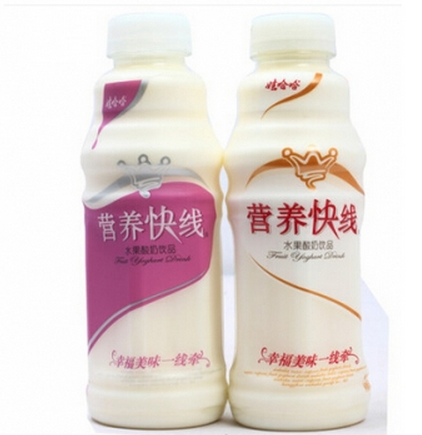 娃哈哈
营养快线
水果酸奶饮品
Fruit Yoghurt Drinks
幸福美味一线牵
娃哈哈
营养快线
水果酸奶饮品
Fruit Yoghurt Drinks
幸福美味一线牵